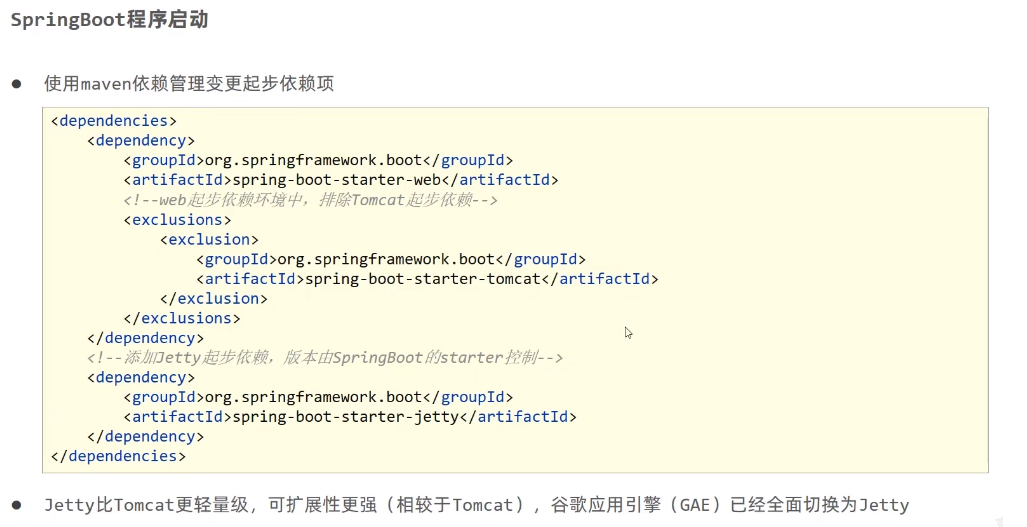 SpringBoot程序启动
● 使用maven依赖管理变更起步依赖项
<dependencies>
    <dependency>
        <groupId>org.springframework.boot</groupId>
        <artifactId>spring-boot-starter-web</artifactId>
        <!--web起步依赖环境中，排除Tomcat起步依赖-->
        <exclusions>
            <exclusion>
                <groupId>org.springframework.boot</groupId>
                <artifactId>spring-boot-starter-tomcat</artifactId>
            </exclusion>
        </exclusions>
    </dependency>
    <!--添加Jetty起步依赖，版本由SpringBoot的starter控制-->
    <dependency>
        <groupId>org.springframework.boot</groupId>
        <artifactId>spring-boot-starter-jetty</artifactId>
    </dependency>
</dependencies>
● Jetty比Tomcat更轻量级，可扩展性更强（相较于Tomcat），谷歌应用引擎（GAE）已经全面切换为Jetty